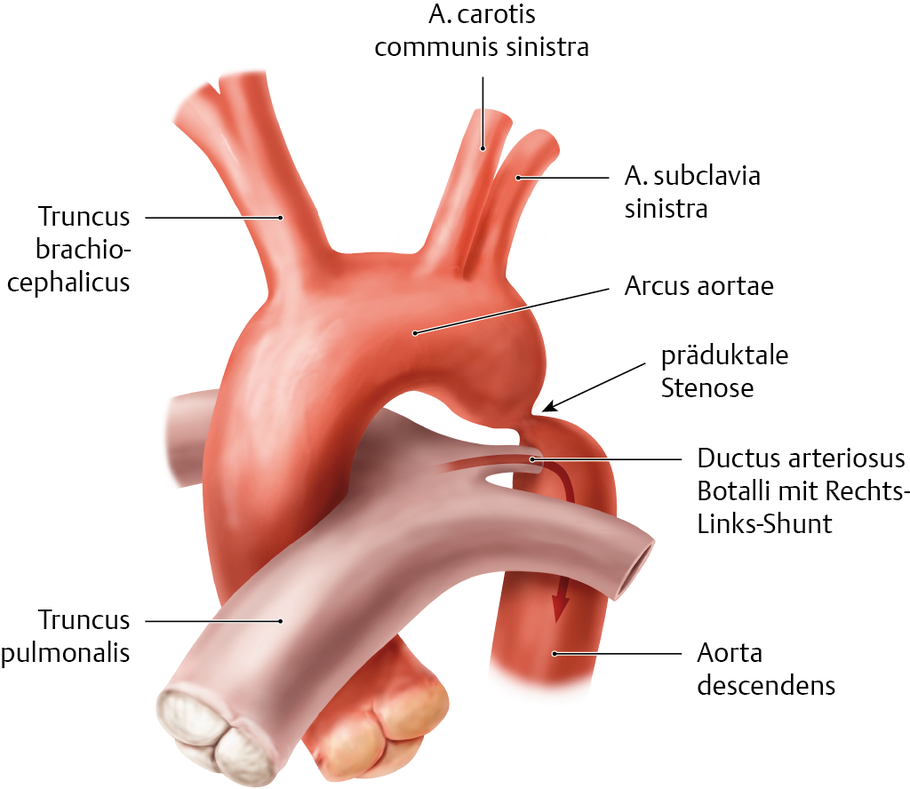 A. carotis
communis sinistra
A. subclavia
sinistra
Truncus
brachio-
cephalicus
Arcus aortae
präduktale
Stenose
Ductus arteriosus
Botalli mit Rechts-
Links-Shunt
Truncus
pulmonalis
Aorta
descendens